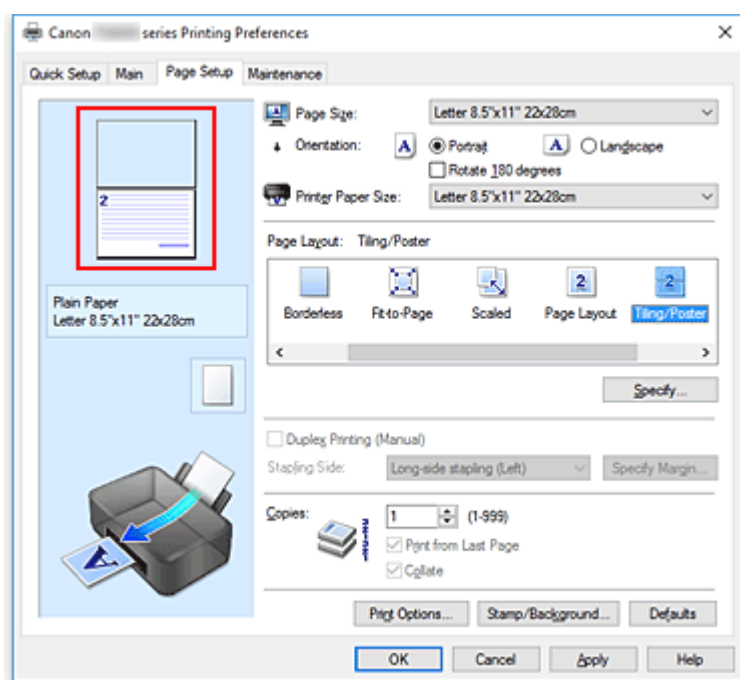 Canon series Printing Preferences
Quick Setup Main Page Setup Maintenance
Page Size: Letter 8.5"x11" 22x28cm
Orientation: A Portrait A Landscape
Rotate 180 degrees
Printer Paper Size: Letter 8.5"x11" 22x28cm
2
Page Layout: Tiling/Poster
2 2
Borderless Fit-to-Page Scaled Page Layout Tiling/Poster
Plain Paper
Letter 8.5"x11" 22x28cm
Specify...
Duplex Printing (Manual)
Stapling Side: Long-side stapling (Left) Specify Margin...
Copies: 1 (1-999)
Print from Last Page
Collate
A
Print Options... Stamp/Background... Defaults
OK Cancel Apply Help